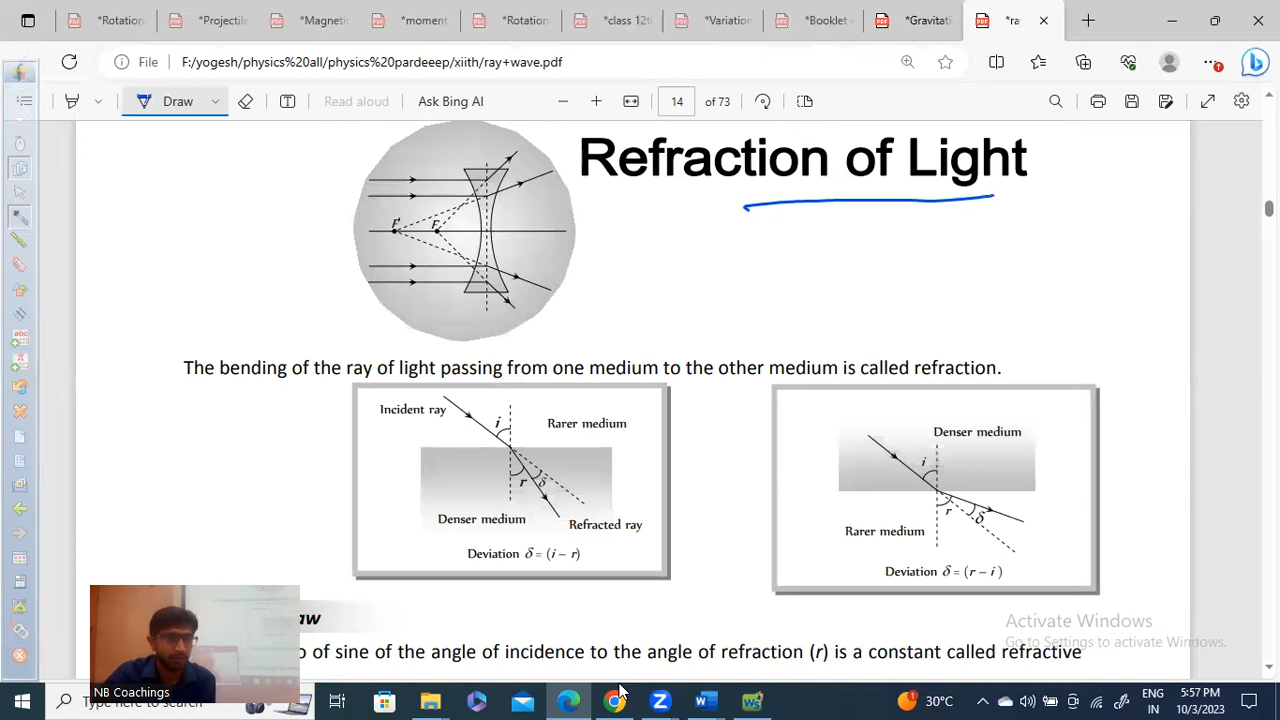 *Rotation
*Projectile
*Magnetic
*moment
*Rotation
*class 12th
*Variation
*Booklet
*Gravitati
*ra
File
F:/yogesh/physics%20all/physics%20pardeeep/xiith/ray+wave.pdf
Draw
Read aloud
Ask Bing AI
14 of 73
Refraction of Light
F'
F
The bending of the ray of light passing from one medium to the other medium is called refraction.
Incident ray
i
Rarer medium
r
δ
Denser medium
Refracted ray
Deviation δ = (i – r)
Denser medium
i
r
δ
Rarer medium
Deviation δ = (r – i )
aw
o of sine of the angle of incidence to the angle of refraction (r) is a constant called refractive
Activate Windows
Go to Settings to activate Windows.
NB Coachings
Type here to search
30°C
ENG
IN
5:57 PM
10/3/2023